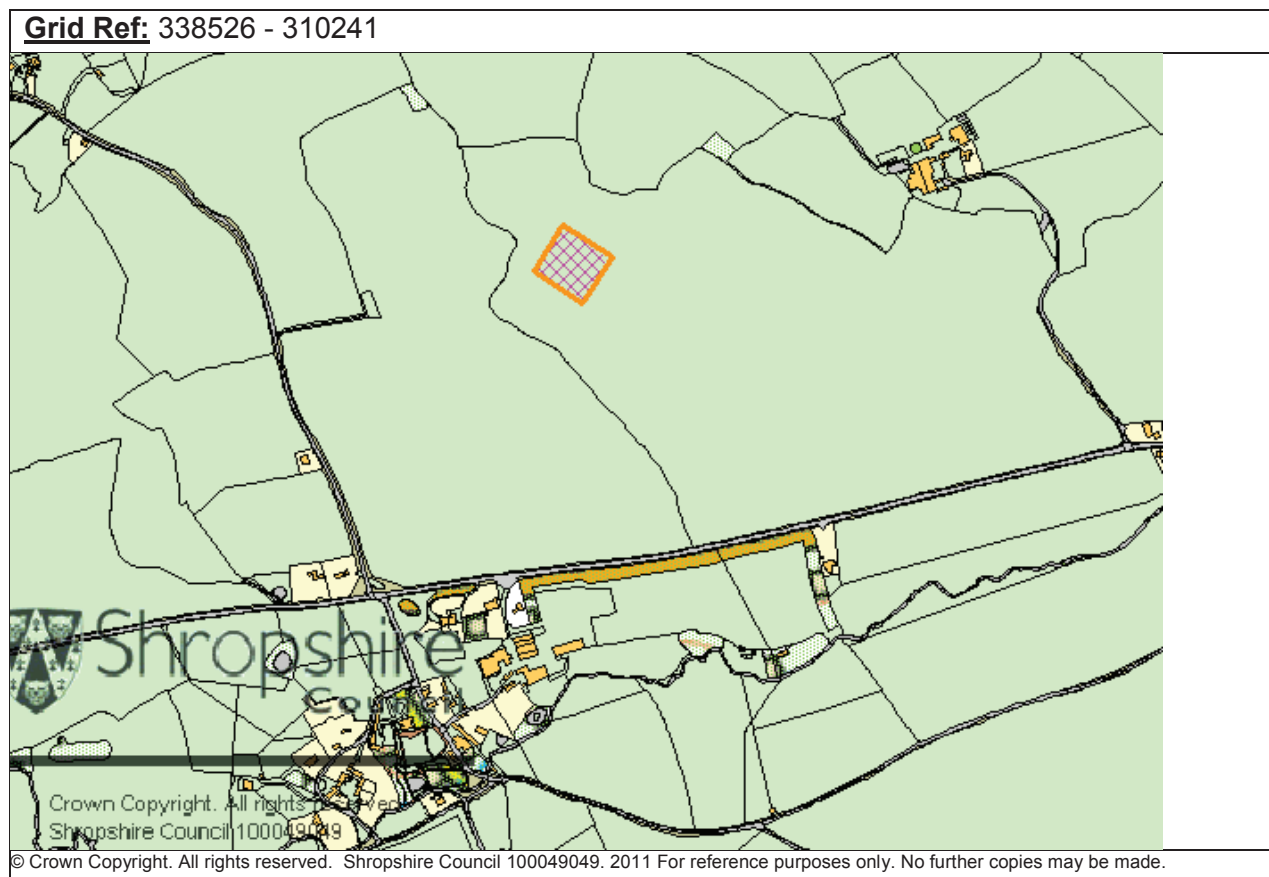 Grid Ref: 338526 - 310241
Shropshire
Council
Crown Copyright. All rights reserved.
Shropshire Council 100049049
© Crown Copyright. All rights reserved. Shropshire Council 100049049. 2011 For reference purposes only. No further copies may be made.